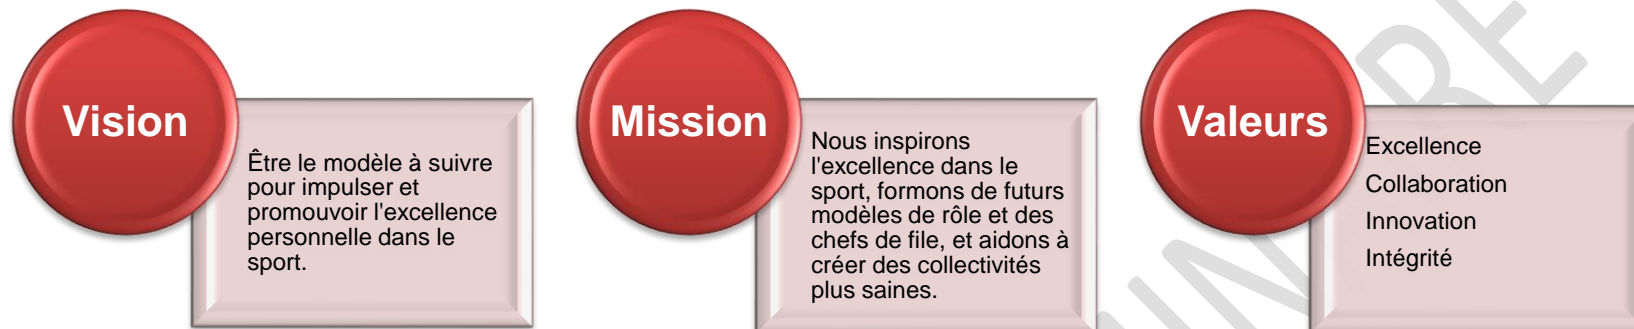 Vision
Être le modèle à suivre
pour impulser et
promouvoir l'excellence
personnelle dans le
sport.
Mission
Nous inspirons
l'excellence dans le
sport, formons de futurs
modèles de rôle et des
chefs de file, et aidons à
créer des collectivités
plus saines.
Valeurs
Excellence
Collaboration
Innovation
Intégrité